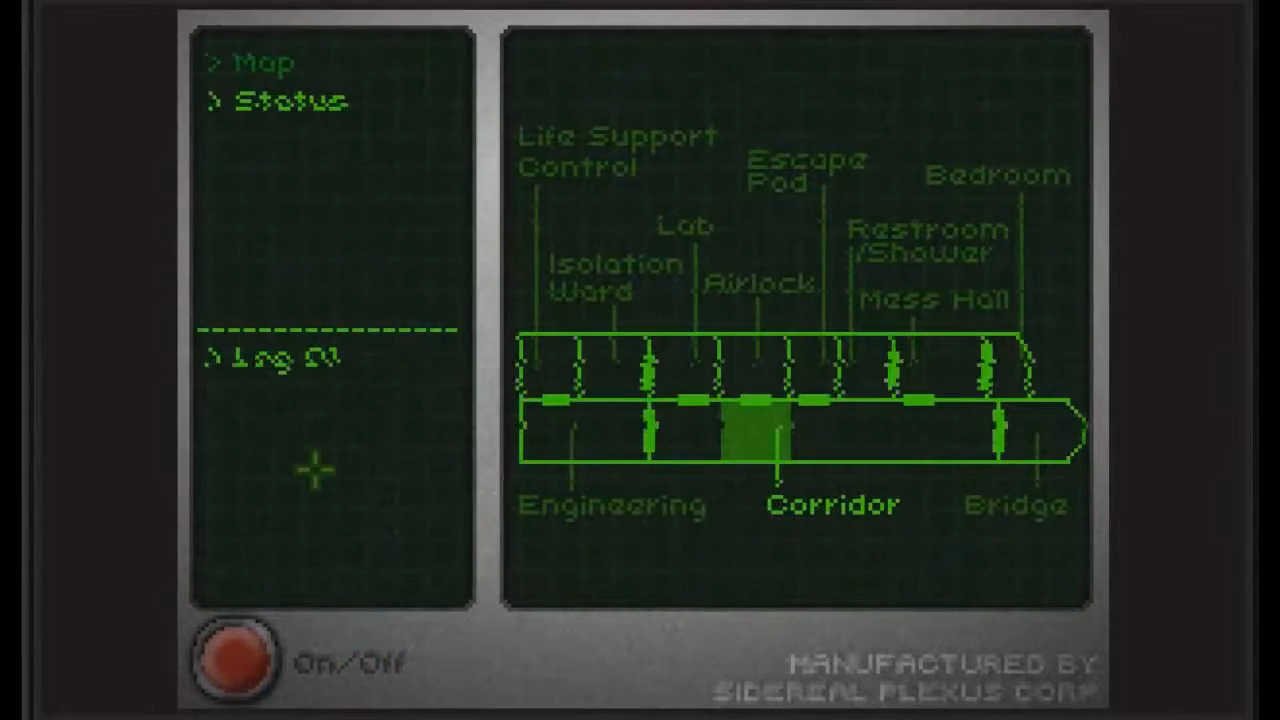 > Map
> Status
> Log
Life Support
Control
Escape
Pod
Bedroom
Lab
Restroom
/Shower
Isolation
Ward
Airlock
Mess Hall
Engineering
Corridor
Bridge
On/Off
MANUFACTURED BY
SIDEREAL PLEXUS CORP